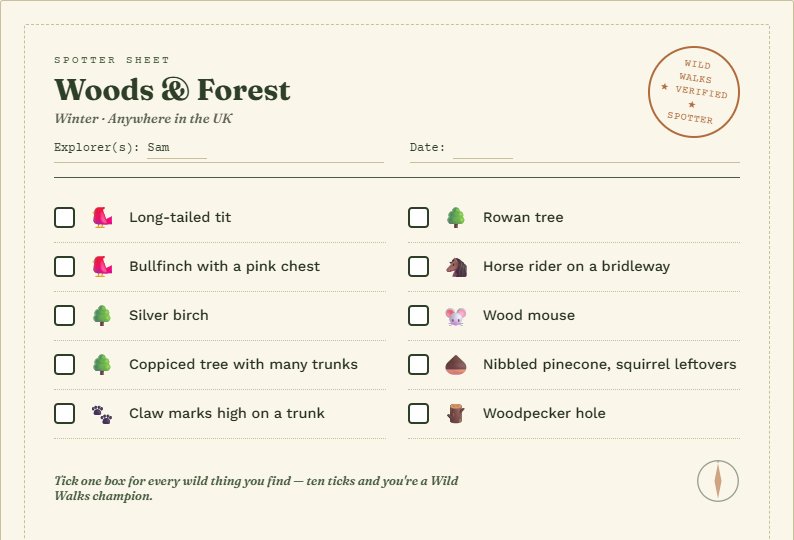 SPOTTER SHEET
Woods & Forest
Winter · Anywhere in the UK
WILD
WALKS
★ VERIFIED
★
SPOTTER
Explorer(s): Sam
Date:
Long-tailed tit
Rowan tree
Bullfinch with a pink chest
Horse rider on a bridleway
Silver birch
Wood mouse
Coppiced tree with many trunks
Nibbled pinecone, squirrel leftovers
Claw marks high on a trunk
Woodpecker hole
Tick one box for every wild thing you find — ten ticks and you're a Wild
Walks champion.